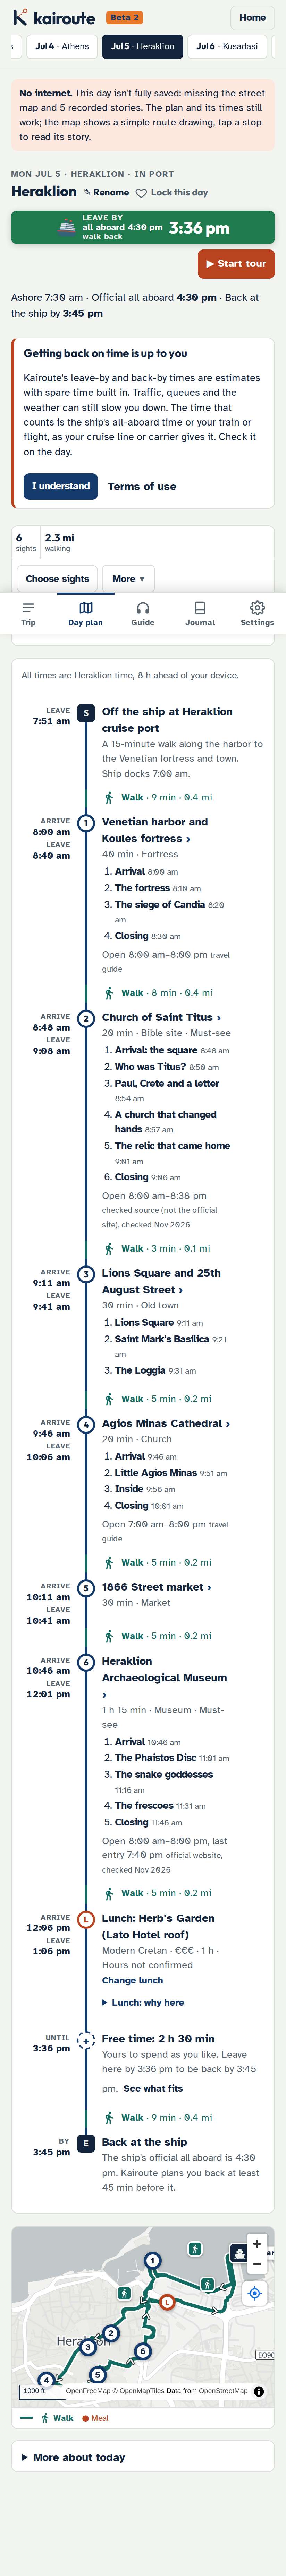 kairoute Beta 2 Home
s Jul 4 · Athens Jul 5 · Heraklion Jul 6 · Kusadasi
No internet. This day isn't fully saved: missing the street
map and 5 recorded stories. The plan and its times still
work; the map shows a simple route drawing, tap a stop
to read its story.
MON JUL 5 · HERAKLION · IN PORT
Heraklion ✎ Rename Lock this day
LEAVE BY
all aboard 4:30 pm
walk back
3:36 pm
▶ Start tour
Ashore 7:30 am · Official all aboard 4:30 pm · Back at
the ship by 3:45 pm
Getting back on time is up to you
Kairoute's leave-by and back-by times are estimates
with spare time built in. Traffic, queues and the
weather can still slow you down. The time that
counts is the ship's all-aboard time or your tour or
flight, as your cruise line or carrier gives it. Check it
on the day.
I understand Terms of use
6 2.3 mi
sights walking
Choose sights More ▾
Trip Day plan Guide Journal Settings
All times are Heraklion time, 8 h ahead of your device.
LEAVE
7:51 am
S
Off the ship at Heraklion
cruise port
A 15-minute walk along the harbor to
the Venetian fortress and town.
Ship docks 7:00 am.
Walk · 9 min · 0.4 mi
ARRIVE
8:00 am
LEAVE
8:40 am
1
Venetian harbor and
Koules fortress ›
40 min · Fortress
1. Arrival 8:00 am
2. The fortress 8:10 am
3. The siege of Candia 8:20
am
4. Closing 8:30 am
Open 8:00 am–8:00 pm travel
guide
Walk · 8 min · 0.4 mi
ARRIVE
8:48 am
LEAVE
9:08 am
2
Church of Saint Titus ›
20 min · Bible site · Must-see
1. Arrival: the square 8:48 am
2. Who was Titus? 8:50 am
3. Paul, Crete and a letter
8:54 am
4. A church that changed
hands 8:57 am
5. The relic that came home
9:01 am
6. Closing 9:06 am
Open 8:00 am–8:38 pm
checked source (not the official
site), checked Nov 2026
Walk · 3 min · 0.1 mi
ARRIVE
9:11 am
LEAVE
9:41 am
3
Lions Square and 25th
August Street ›
30 min · Old town
1. Lions Square 9:11 am
2. Saint Mark's Basilica 9:21
am
3. The Loggia 9:31 am
Walk · 5 min · 0.2 mi
ARRIVE
9:46 am
LEAVE
10:06 am
4
Agios Minas Cathedral ›
20 min · Church
1. Arrival 9:46 am
2. Little Agios Minas 9:51 am
3. Inside 9:56 am
4. Closing 10:01 am
Open 7:00 am–8:00 pm travel
guide
Walk · 5 min · 0.2 mi
ARRIVE
10:11 am
LEAVE
10:41 am
5
1866 Street market ›
30 min · Market
Walk · 5 min · 0.2 mi
ARRIVE
10:46 am
LEAVE
12:01 pm
6
Heraklion
Archaeological Museum
›
1 h 15 min · Museum · Must-
see
1. Arrival 10:46 am
2. The Phaistos Disc 11:01 am
3. The snake goddesses
11:16 am
4. The frescoes 11:31 am
5. Closing 11:46 am
Open 8:00 am–8:00 pm, last
entry 7:40 pm official website,
checked Nov 2026
Walk · 5 min · 0.2 mi
ARRIVE
12:06 pm
LEAVE
1:06 pm
L
Lunch: Herb's Garden
(Lato Hotel roof)
Modern Cretan · €€€ · 1 h ·
Hours not confirmed
Change lunch
▶ Lunch: why here
UNTIL
3:36 pm
+
Free time: 2 h 30 min
Yours to spend as you like. Leave
here by 3:36 pm to be back by 3:45
pm. See what fits
Walk · 9 min · 0.4 mi
BY
3:45 pm
E
Back at the ship
The ship's official all aboard is 4:30
pm. Kairoute plans you back at least
45 min before it.
1 2 3 4 5 6 L
+
−
EO90
1000 ft OpenFreeMap © OpenMapTiles Data from OpenStreetMap
Walk Meal
▶ More about today